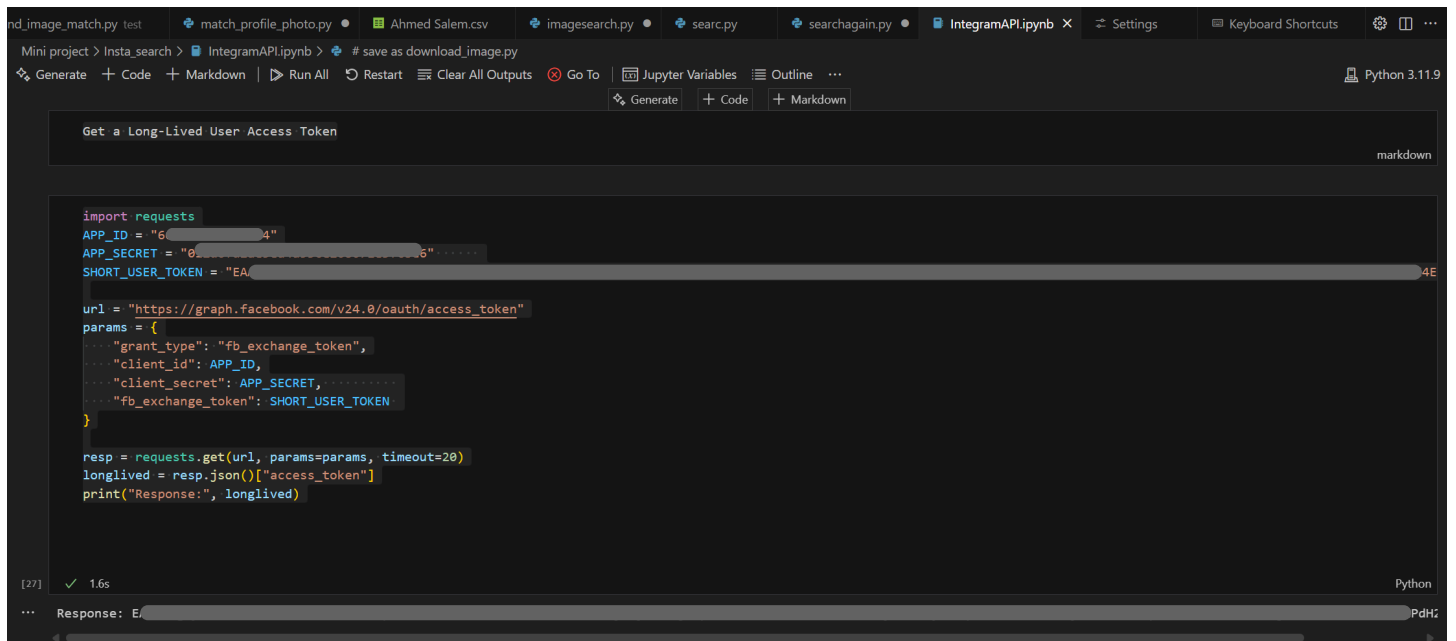 nd_image_match.py test match_profile_photo.py Ahmed Salem.csv imagesearch.py searc.py searchagain.py IntegramAPI.ipynb Settings Keyboard Shortcuts
Mini project > Insta_search > IntegramAPI.ipynb > # save as download_image.py
Generate + Code + Markdown | Run All Restart Clear All Outputs Go To | Jupyter Variables Outline ... Python 3.11.9
Generate + Code + Markdown
Get a Long-Lived User Access Token
markdown
import requests
APP_ID = "6 4"
APP_SECRET = "0 6"
SHORT_USER_TOKEN = "EA 4E
url = "https://graph.facebook.com/v24.0/oauth/access_token"
params = {
"grant_type": "fb_exchange_token",
"client_id": APP_ID,
"client_secret": APP_SECRET,
"fb_exchange_token": SHORT_USER_TOKEN
}
resp = requests.get(url, params=params, timeout=20)
longlived = resp.json()["access_token"]
print("Response:", longlived)
[27] ✓ 1.6s Python
... Response: E PdH2